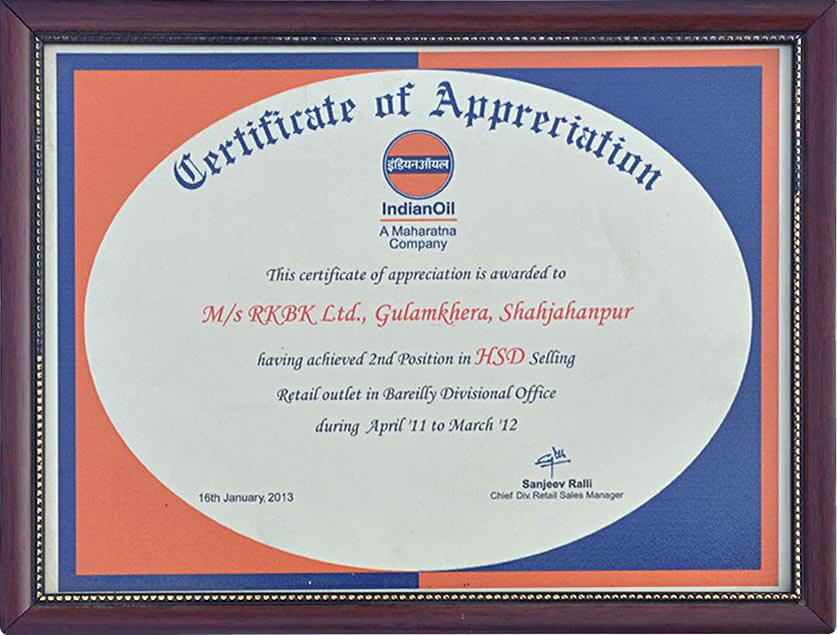 Certificate of Appreciation
इंडियनऑयल
IndianOil
A Maharatna
Company
This certificate of appreciation is awarded to
M/s RKBK Ltd., Gulamkhera, Shahjahanpur
having achieved 2nd Position in HSD Selling
Retail outlet in Bareilly Divisional Office
during April '11 to March '12
16th January, 2013
Sanjeev Ralli
Chief Div. Retail Sales Manager